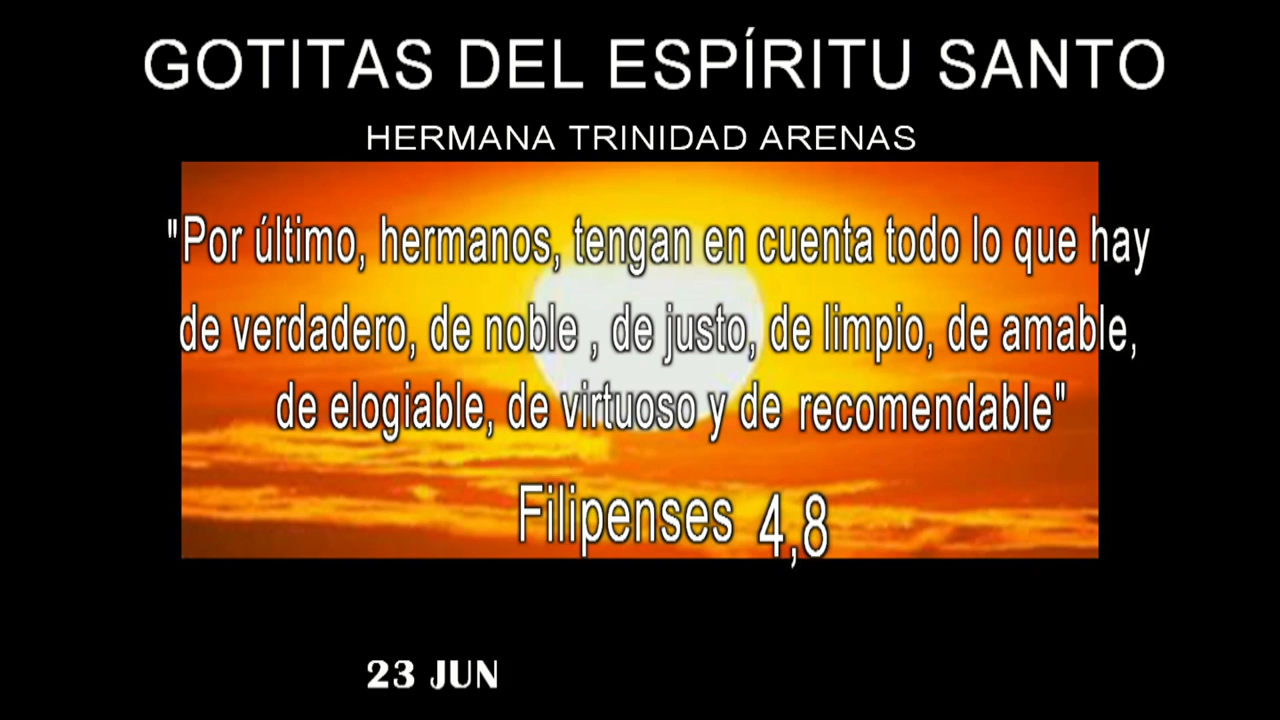 GOTITAS DEL ESPÍRITU SANTO
HERMANA TRINIDAD ARENAS
"Por último, hermanos, tengan en cuenta todo lo que hay
de verdadero, de noble , de justo, de limpio, de amable,
de elogiable, de virtuoso y de recomendable"
Filipenses 4,8
23 JUN